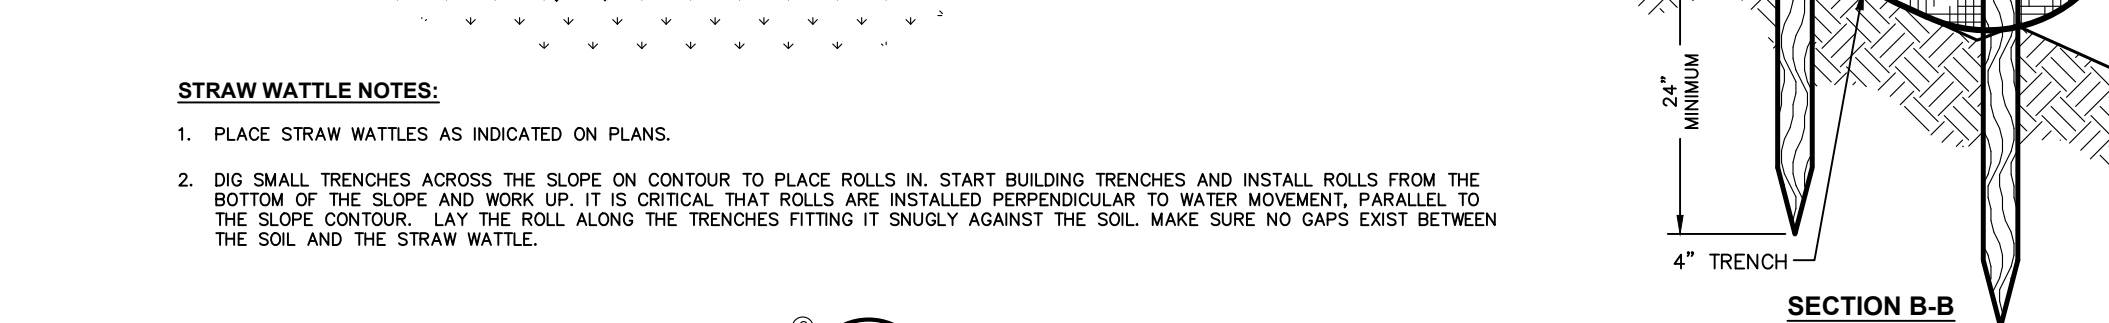 STRAW WATTLE NOTES:
1. PLACE STRAW WATTLES AS INDICATED ON PLANS.
2. DIG SMALL TRENCHES ACROSS THE SLOPE ON CONTOUR TO PLACE ROLLS IN. START BUILDING TRENCHES AND INSTALL ROLLS FROM THE
BOTTOM OF THE SLOPE AND WORK UP. IT IS CRITICAL THAT ROLLS ARE INSTALLED PERPENDICULAR TO WATER MOVEMENT, PARALLEL TO
THE SLOPE CONTOUR. LAY THE ROLL ALONG THE TRENCHES FITTING IT SNUGLY AGAINST THE SOIL. MAKE SURE NO GAPS EXIST BETWEEN
THE SOIL AND THE STRAW WATTLE.
24"
MINIMUM
4" TRENCH
SECTION B-B